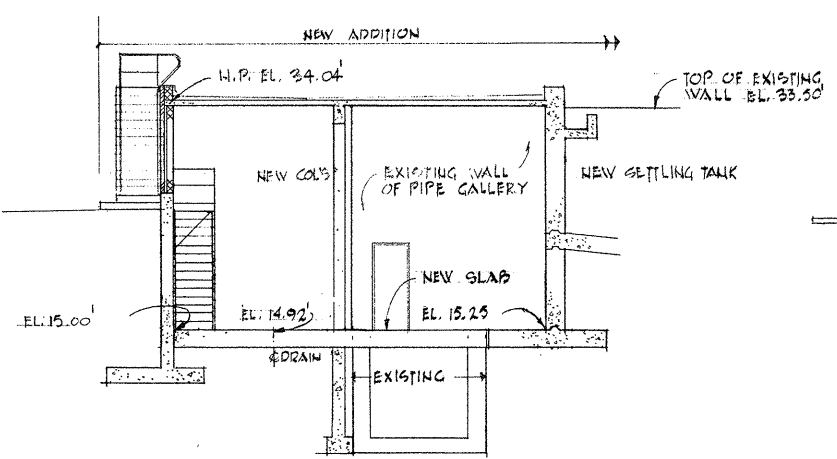 NEW ADDITION
H.P. EL. 34.04'
TOP OF EXISTING
WALL EL. 33.50'
NEW COL'S
EXISTING WALL
OF PIPE GALLERY
NEW SETTLING TANK
NEW SLAB
EL. 15.00'
EL. 14.92'
EL. 15.25
℄ DRAIN
EXISTING